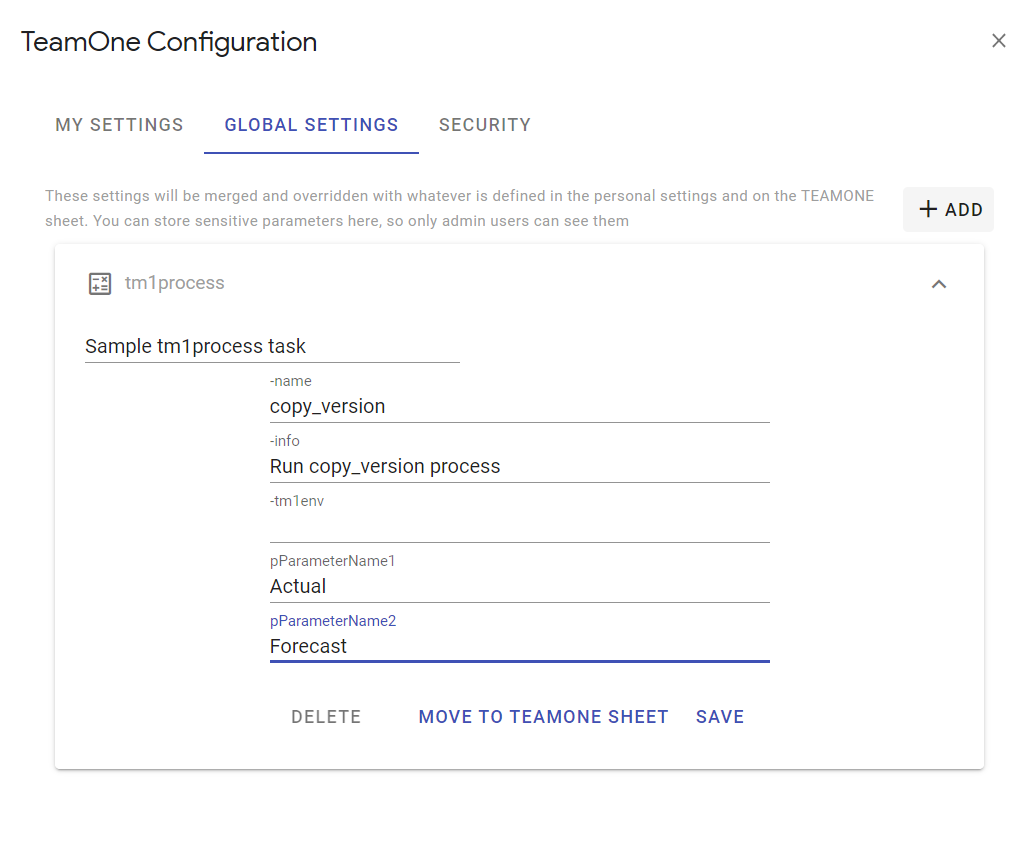 TeamOne Configuration
MY SETTINGS GLOBAL SETTINGS SECURITY
These settings will be merged and overridden with whatever is defined in the personal settings and on the TEAMONE
sheet. You can store sensitive parameters here, so only admin users can see them
ADD
tm1process
Sample tm1process task
-name
copy_version
-info
Run copy_version process
-tm1env
pParameterName1
Actual
pParameterName2
Forecast
DELETE MOVE TO TEAMONE SHEET SAVE